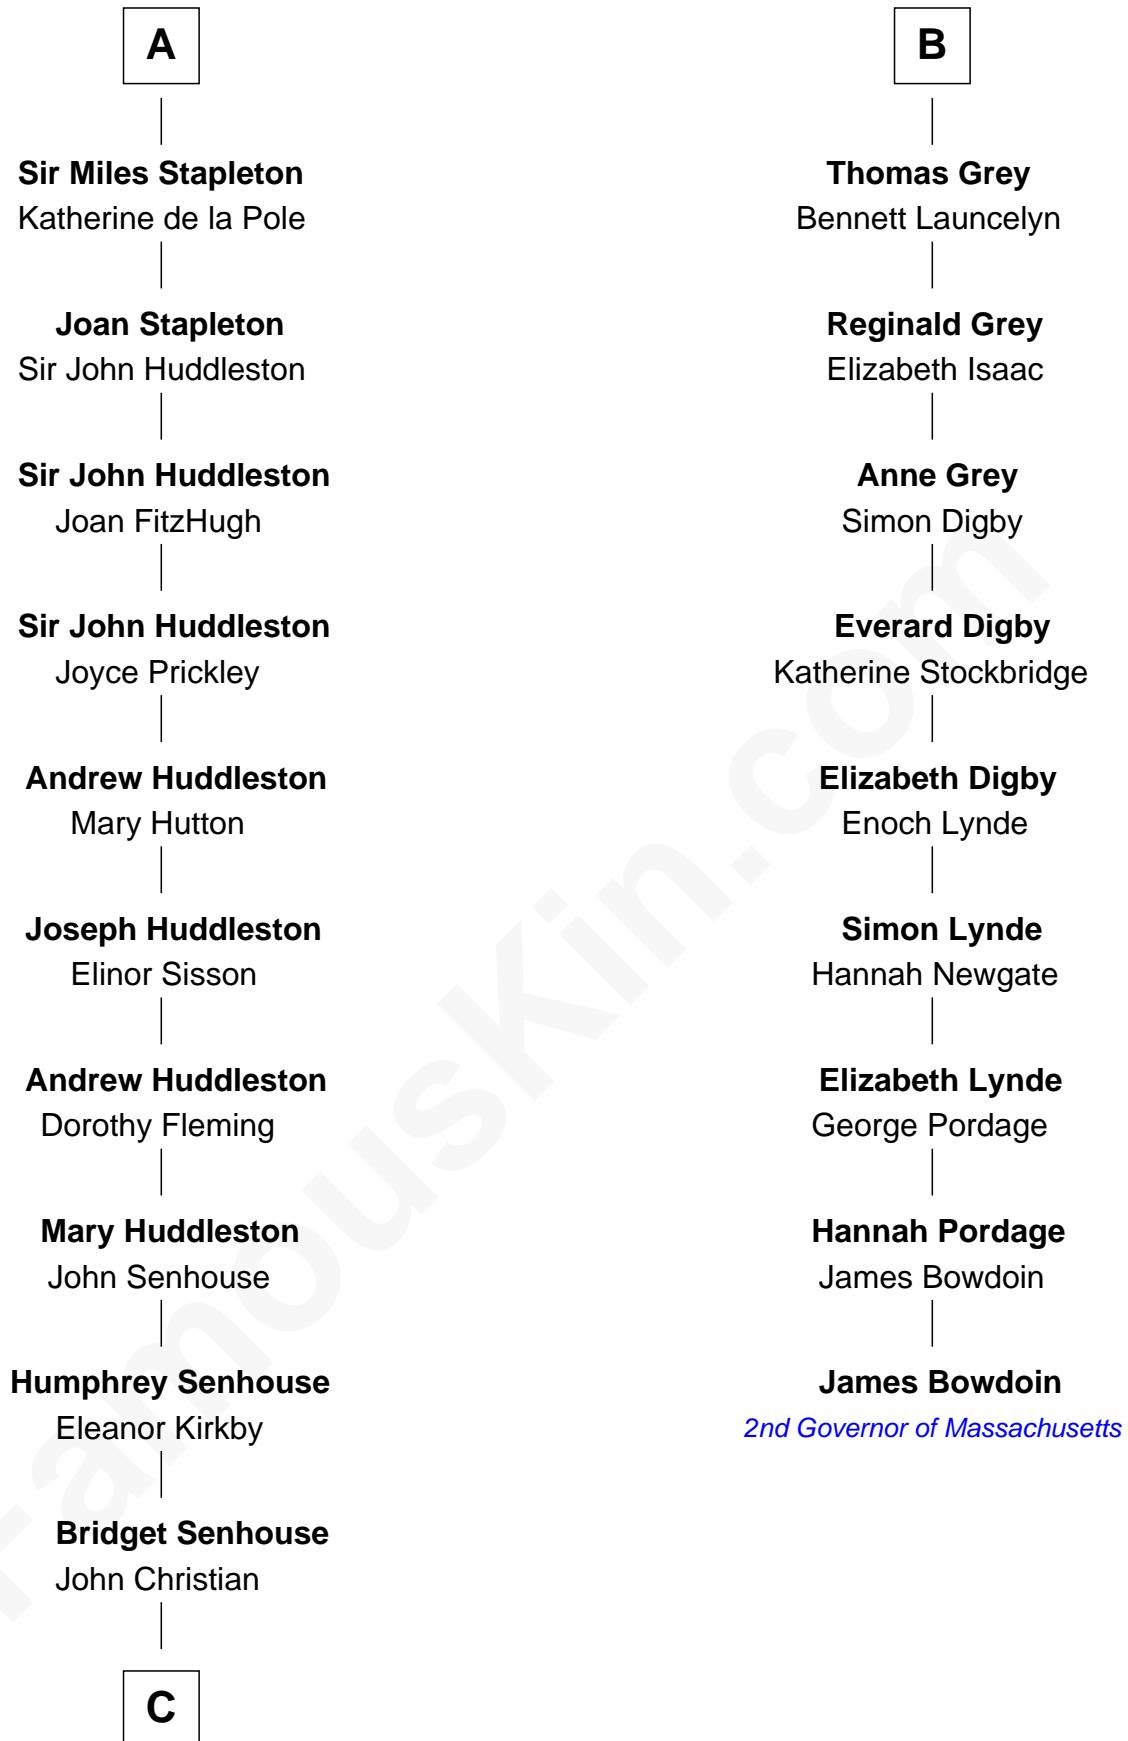 A
Sir Miles Stapleton
Katherine de la Pole
Joan Stapleton
Sir John Huddleston
Sir John Huddleston
Joan FitzHugh
Sir John Huddleston
Joyce Prickley
Andrew Huddleston
Mary Hutton
Joseph Huddleston
Elinor Sisson
Andrew Huddleston
Dorothy Fleming
Mary Huddleston
John Senhouse
Humphrey Senhouse
Eleanor Kirkby
Bridget Senhouse
John Christian
C
B
Thomas Grey
Bennett Launcelyn
Reginald Grey
Elizabeth Isaac
Anne Grey
Simon Digby
Everard Digby
Katherine Stockbridge
Elizabeth Digby
Enoch Lynde
Simon Lynde
Hannah Newgate
Elizabeth Lynde
George Pordage
Hannah Pordage
James Bowdoin
James Bowdoin
2nd Governor of Massachusetts
FamousKin.com